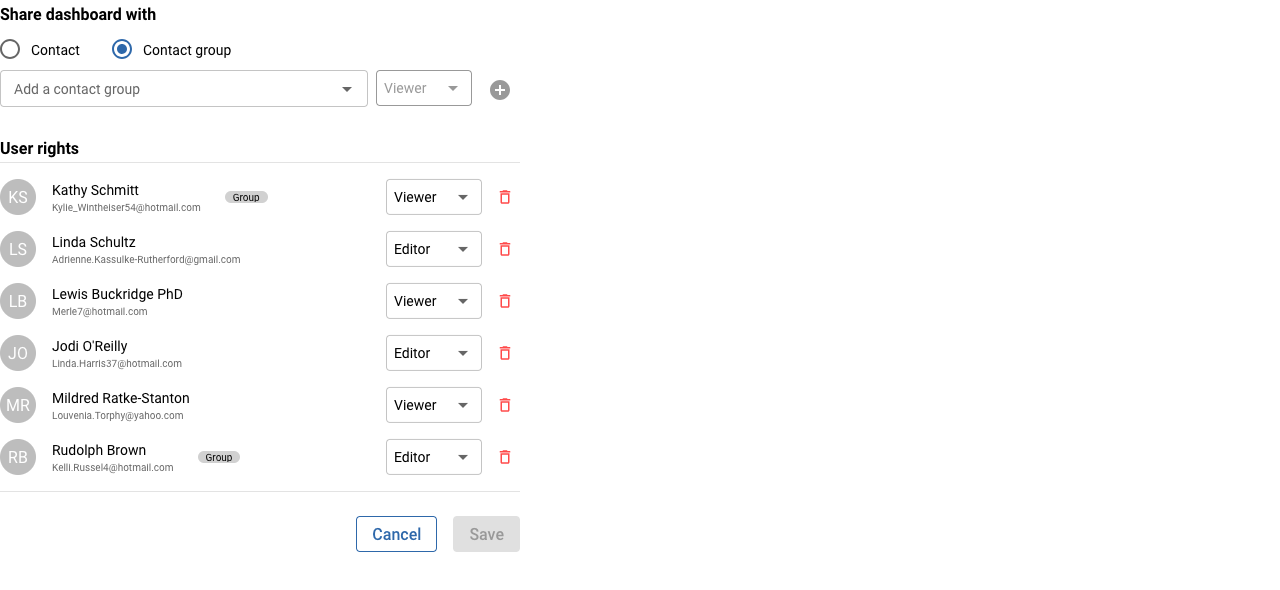 Share dashboard with
Contact
Contact group
Add a contact group
Viewer
User rights
KS
Kathy Schmitt
Kylie_Wintheiser54@hotmail.com
Group
Viewer
LS
Linda Schultz
Adrienne.Kassulke-Rutherford@gmail.com
Editor
LB
Lewis Buckridge PhD
Merle7@hotmail.com
Viewer
JO
Jodi O'Reilly
Linda.Harris37@hotmail.com
Editor
MR
Mildred Ratke-Stanton
Louvenia.Torphy@yahoo.com
Viewer
RB
Rudolph Brown
Kelli.Russel4@hotmail.com
Group
Editor
Cancel
Save